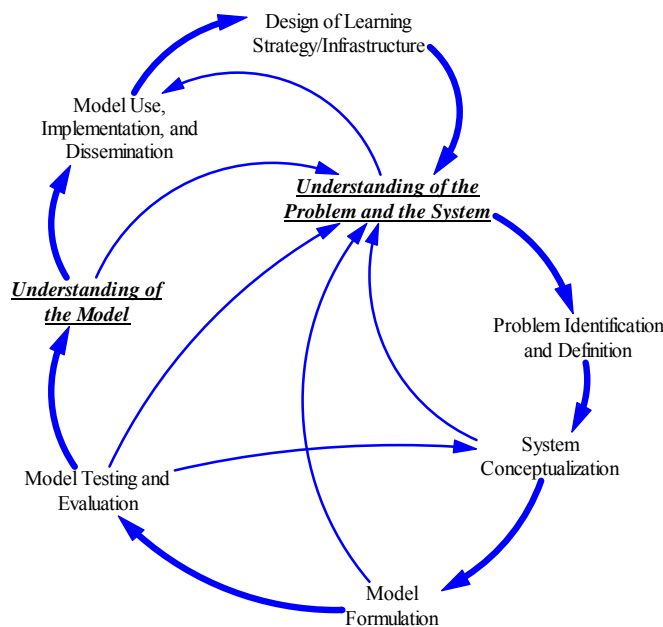 Design of Learning
Strategy/Infrastructure
Model Use,
Implementation, and
Dissemination
Understanding of the
Problem and the System
Understanding of
the Model
Problem Identification
and Definition
System
Conceptualization
Model Testing and
Evaluation
Model
Formulation